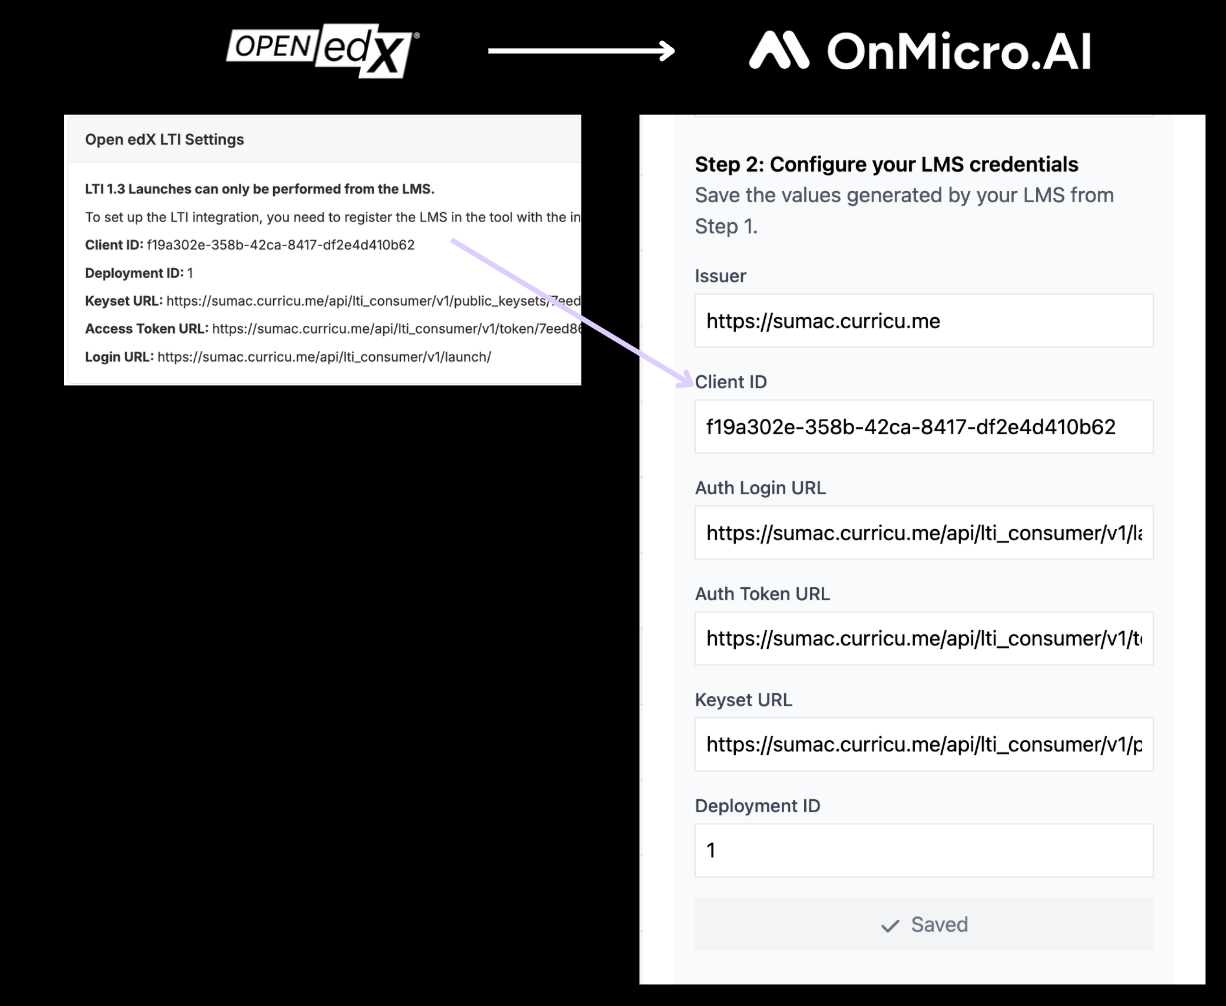 OPEN edX®
OnMicro.AI
Open edX LTI Settings
LTI 1.3 Launches can only be performed from the LMS.
To set up the LTI integration, you need to register the LMS in the tool with the in
Client ID: f19a302e-358b-42ca-8417-df2e4d410b62
Deployment ID: 1
Keyset URL: https://sumac.curricu.me/api/lti_consumer/v1/public_keysets/7eed
Access Token URL: https://sumac.curricu.me/api/lti_consumer/v1/token/7eed86
Login URL: https://sumac.curricu.me/api/lti_consumer/v1/launch/
Step 2: Configure your LMS credentials
Save the values generated by your LMS from
Step 1.
Issuer
https://sumac.curricu.me
Client ID
f19a302e-358b-42ca-8417-df2e4d410b62
Auth Login URL
https://sumac.curricu.me/api/lti_consumer/v1/la
Auth Token URL
https://sumac.curricu.me/api/lti_consumer/v1/to
Keyset URL
https://sumac.curricu.me/api/lti_consumer/v1/p
Deployment ID
1
Saved